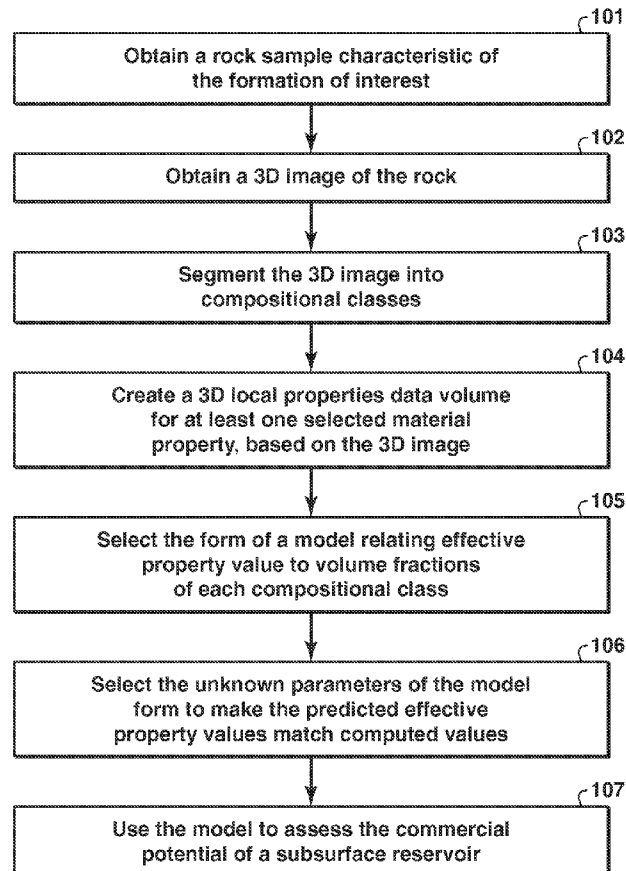 101
Obtain a rock sample characteristic of
the formation of interest
102
Obtain a 3D image of the rock
103
Segment the 3D image into
compositional classes
104
Create a 3D local properties data volume
for at least one selected material
property, based on the 3D image
105
Select the form of a model relating effective
property value to volume fractions
of each compositional class
106
Select the unknown parameters of the model
form to make the predicted effective
property values match computed values
107
Use the model to assess the commercial
potential of a subsurface reservoir